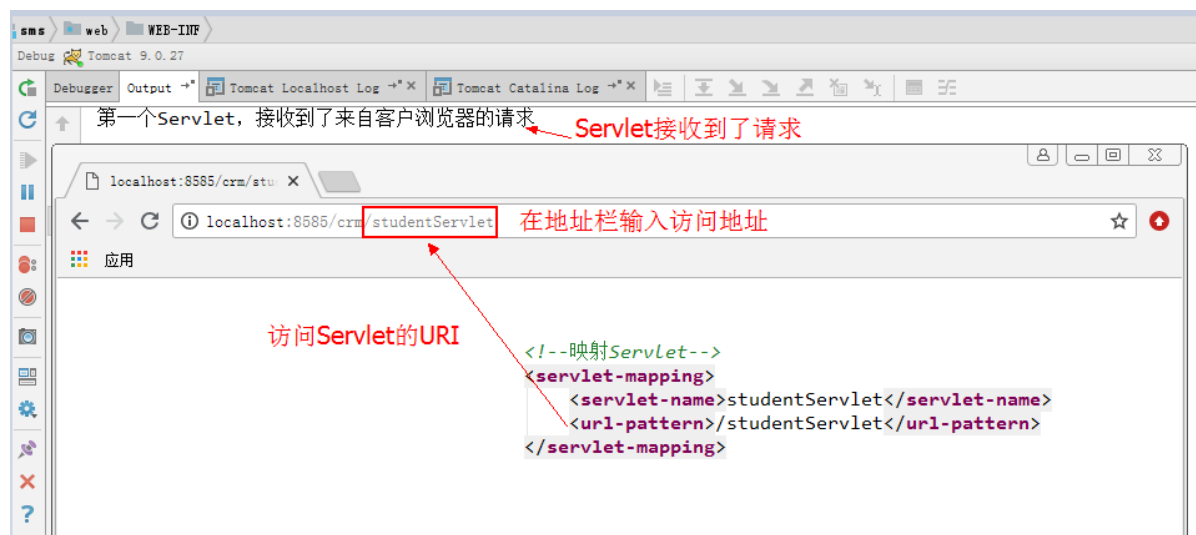 sms web WEB-INF
Debug Tomcat 9.0.27
Debugger Output Tomcat Localhost Log Tomcat Catalina Log
第一个Servlet，接收到了来自客户浏览器的请求
Servlet接收到了请求
localhost:8585/crm/stu
localhost:8585/crm/studentServlet
在地址栏输入访问地址
应用
访问Servlet的URI
<!--映射Servlet-->
<servlet-mapping>
<servlet-name>studentServlet</servlet-name>
<url-pattern>/studentServlet</url-pattern>
</servlet-mapping>